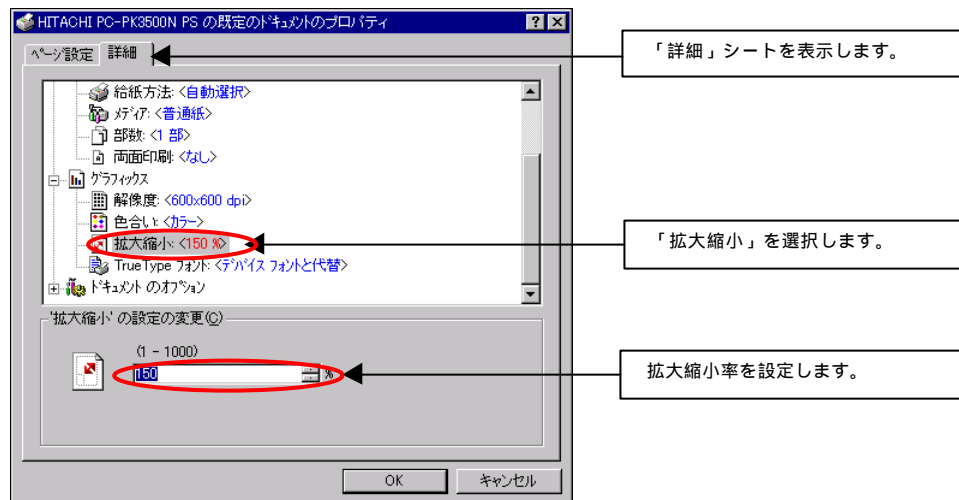 HITACHI PC-PK3500N PS の既定のﾄﾞｷｭﾒﾝﾄのﾌﾟﾛﾊﾟﾃｨ
ﾍﾟｰｼﾞ設定 詳細
「詳細」シートを表示します。
給紙方法: <自動選択>
ﾒﾃﾞｨｱ: <普通紙>
部数: <1 部>
両面印刷: <なし>
ｸﾞﾗﾌｨｯｸｽ
解像度: <600x600 dpi>
色合い: <ｶﾗｰ>
拡大縮小: <150 %>
「拡大縮小」を選択します。
TrueType ﾌｫﾝﾄ: <ﾃﾞﾊﾞｲｽ ﾌｫﾝﾄと代替>
ﾄﾞｷｭﾒﾝﾄ のｵﾌﾟｼｮﾝ
'拡大縮小' の設定の変更(C)
(1 - 1000)
150 %
拡大縮小率を設定します。
OK キャンセル